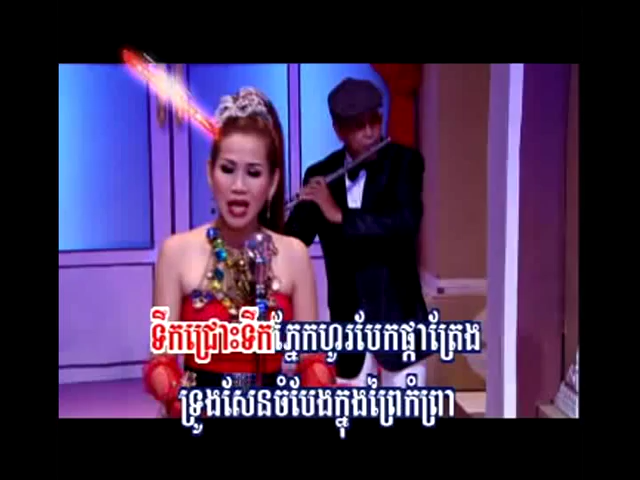 ទឹកជ្រោះទឹកភ្នែកហូរបែកផ្កាត្រែង
ទ្រូងសែនចំបែងក្នុងព្រៃកំព្រា